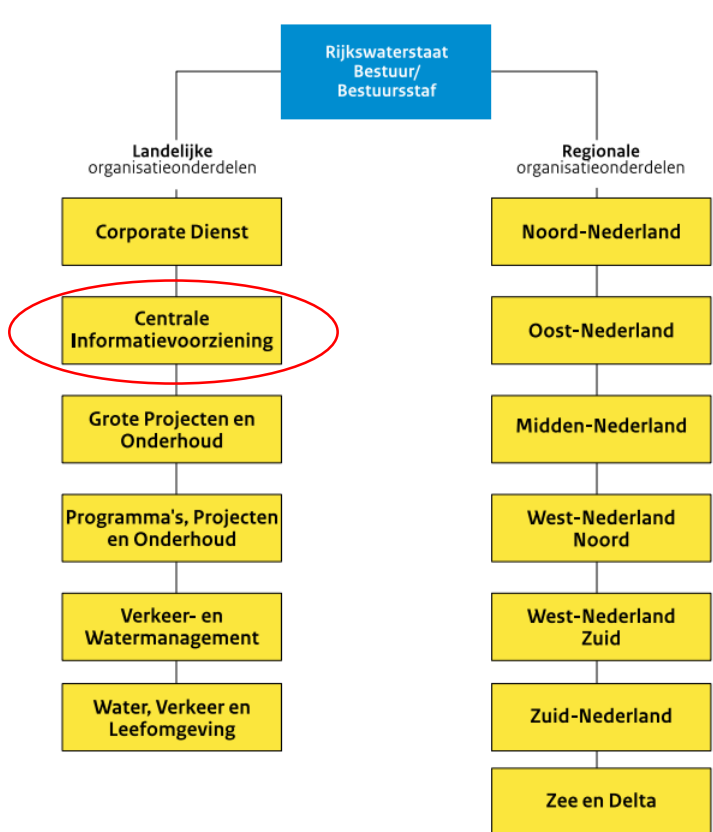 Rijkswaterstaat
Bestuur/
Bestuursstaf
Landelijke
organisatieonderdelen
Corporate Dienst
Centrale
Informatievoorziening
Grote Projecten en
Onderhoud
Programma's, Projecten
en Onderhoud
Verkeer- en
Watermanagement
Water, Verkeer en
Leefomgeving
Regionale
organisatieonderdelen
Noord-Nederland
Oost-Nederland
Midden-Nederland
West-Nederland
Noord
West-Nederland
Zuid
Zuid-Nederland
Zee en Delta